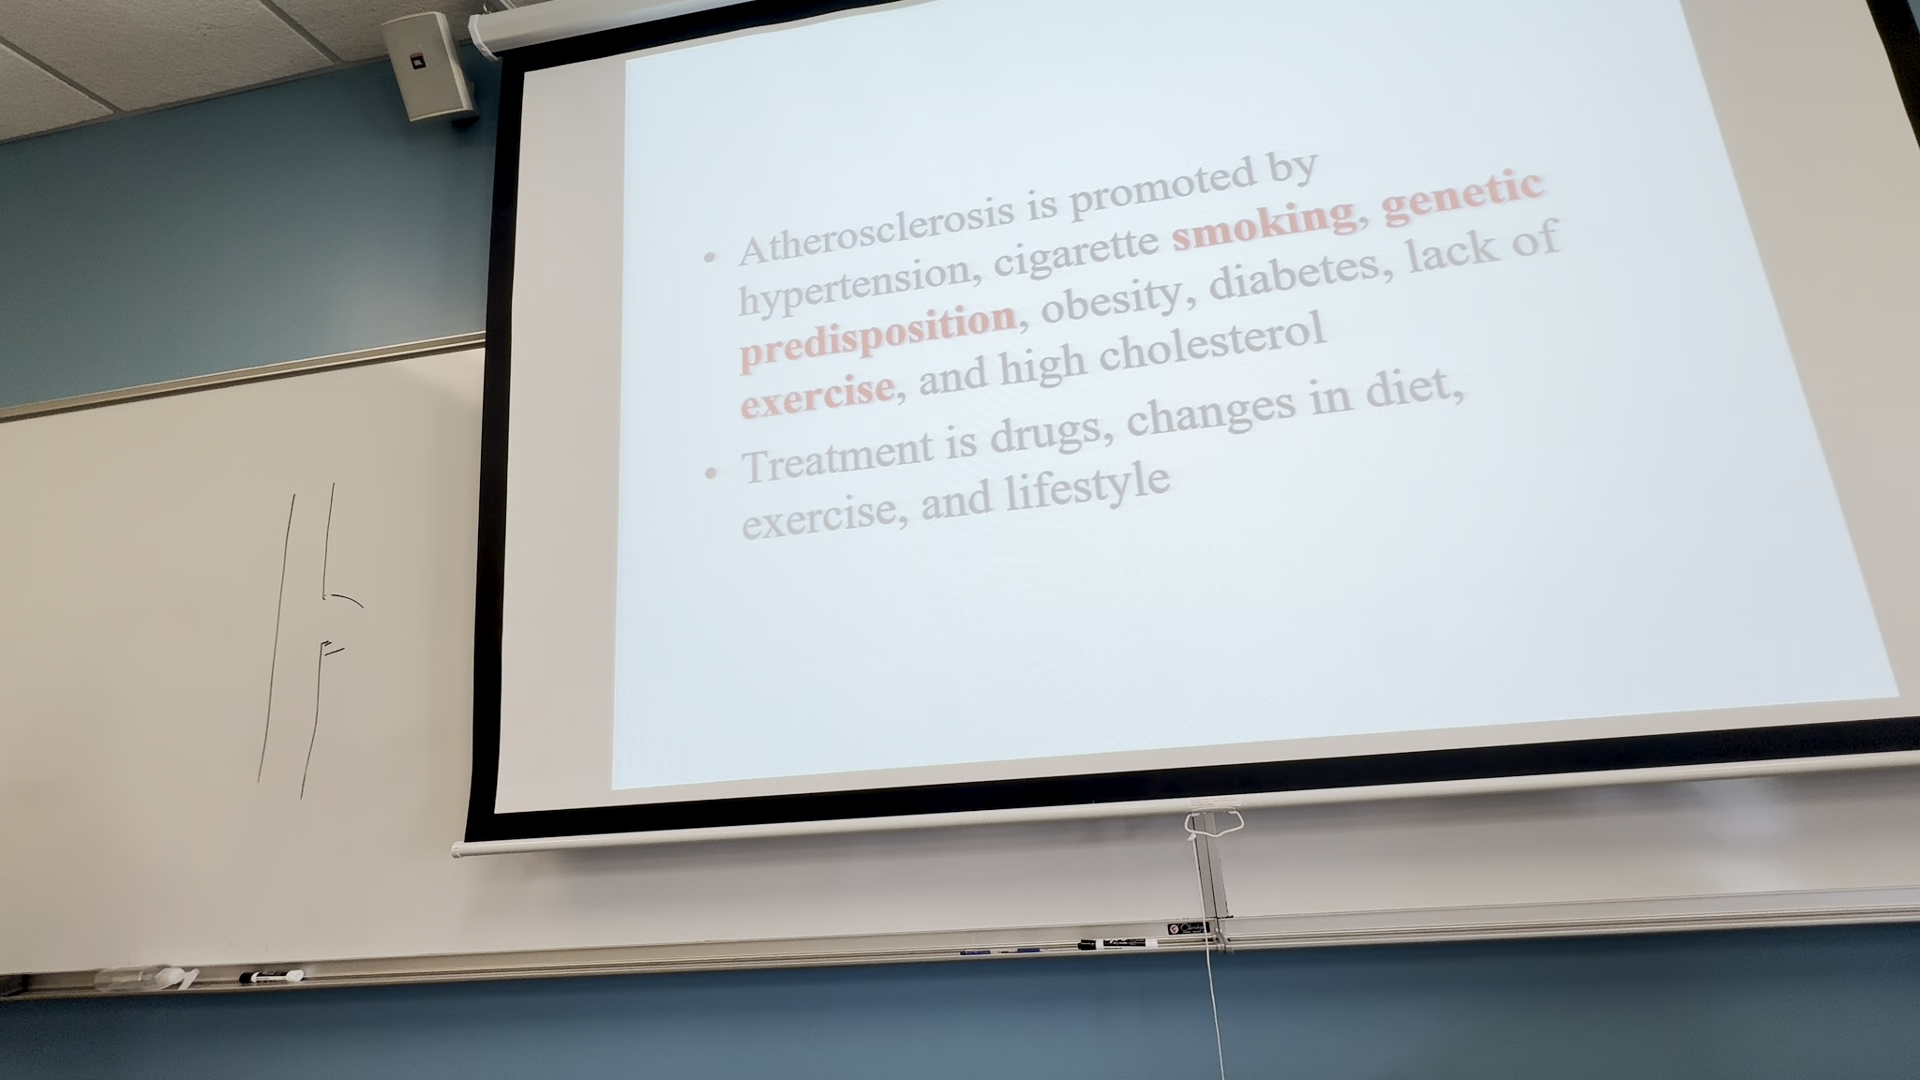 • Atherosclerosis is promoted by
hypertension, cigarette smoking, genetic
predisposition, obesity, diabetes, lack of
exercise, and high cholesterol
• Treatment is drugs, changes in diet,
exercise, and lifestyle